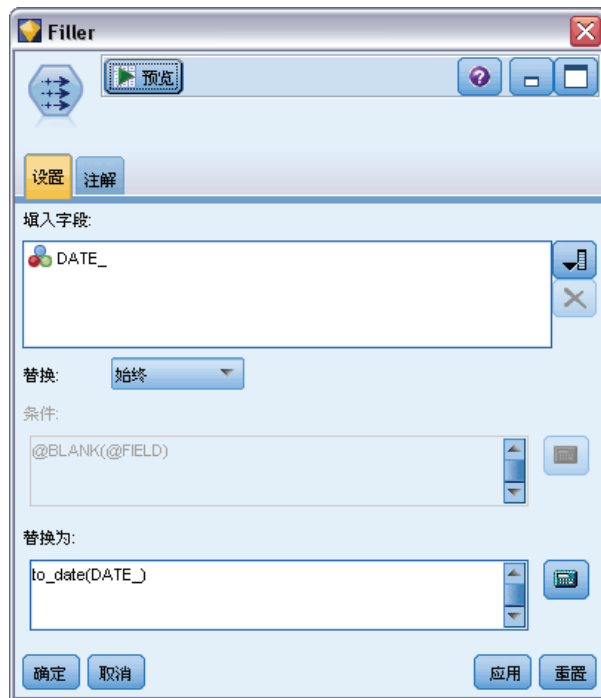 Filler
预览
设置 注解
填入字段:
DATE_
替换: 始终
条件:
@BLANK(@FIELD)
替换为:
to_date(DATE_)
确定 取消 应用 重置